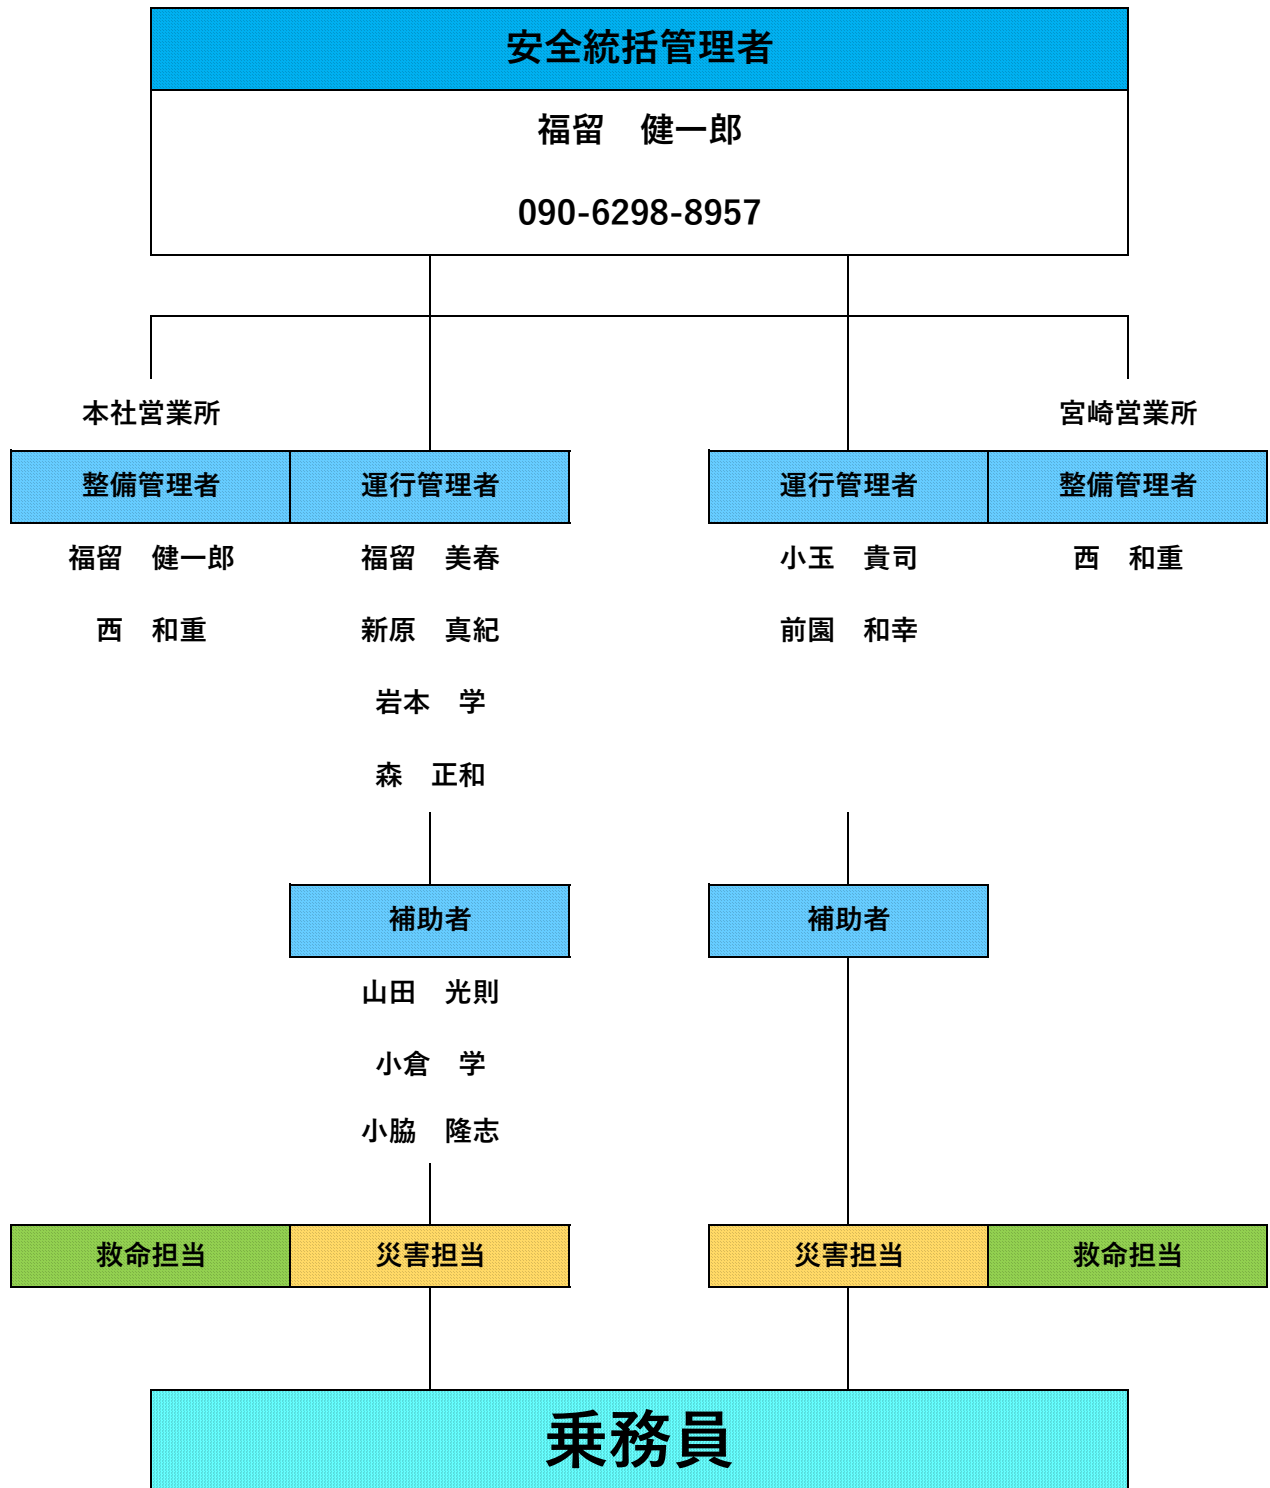 安全統括管理者
福留　健一郎
090-6298-8957
本社営業所　宮崎営業所
整備管理者　運行管理者　運行管理者　整備管理者
福留　健一郎　福留　美春　小玉　貴司　西　和重
西　和重　新原　真紀　前園　和幸
岩本　学
森　正和
補助者　補助者
山田　光則
小倉　学
小脇　隆志
救命担当　災害担当　災害担当　救命担当
乗務員